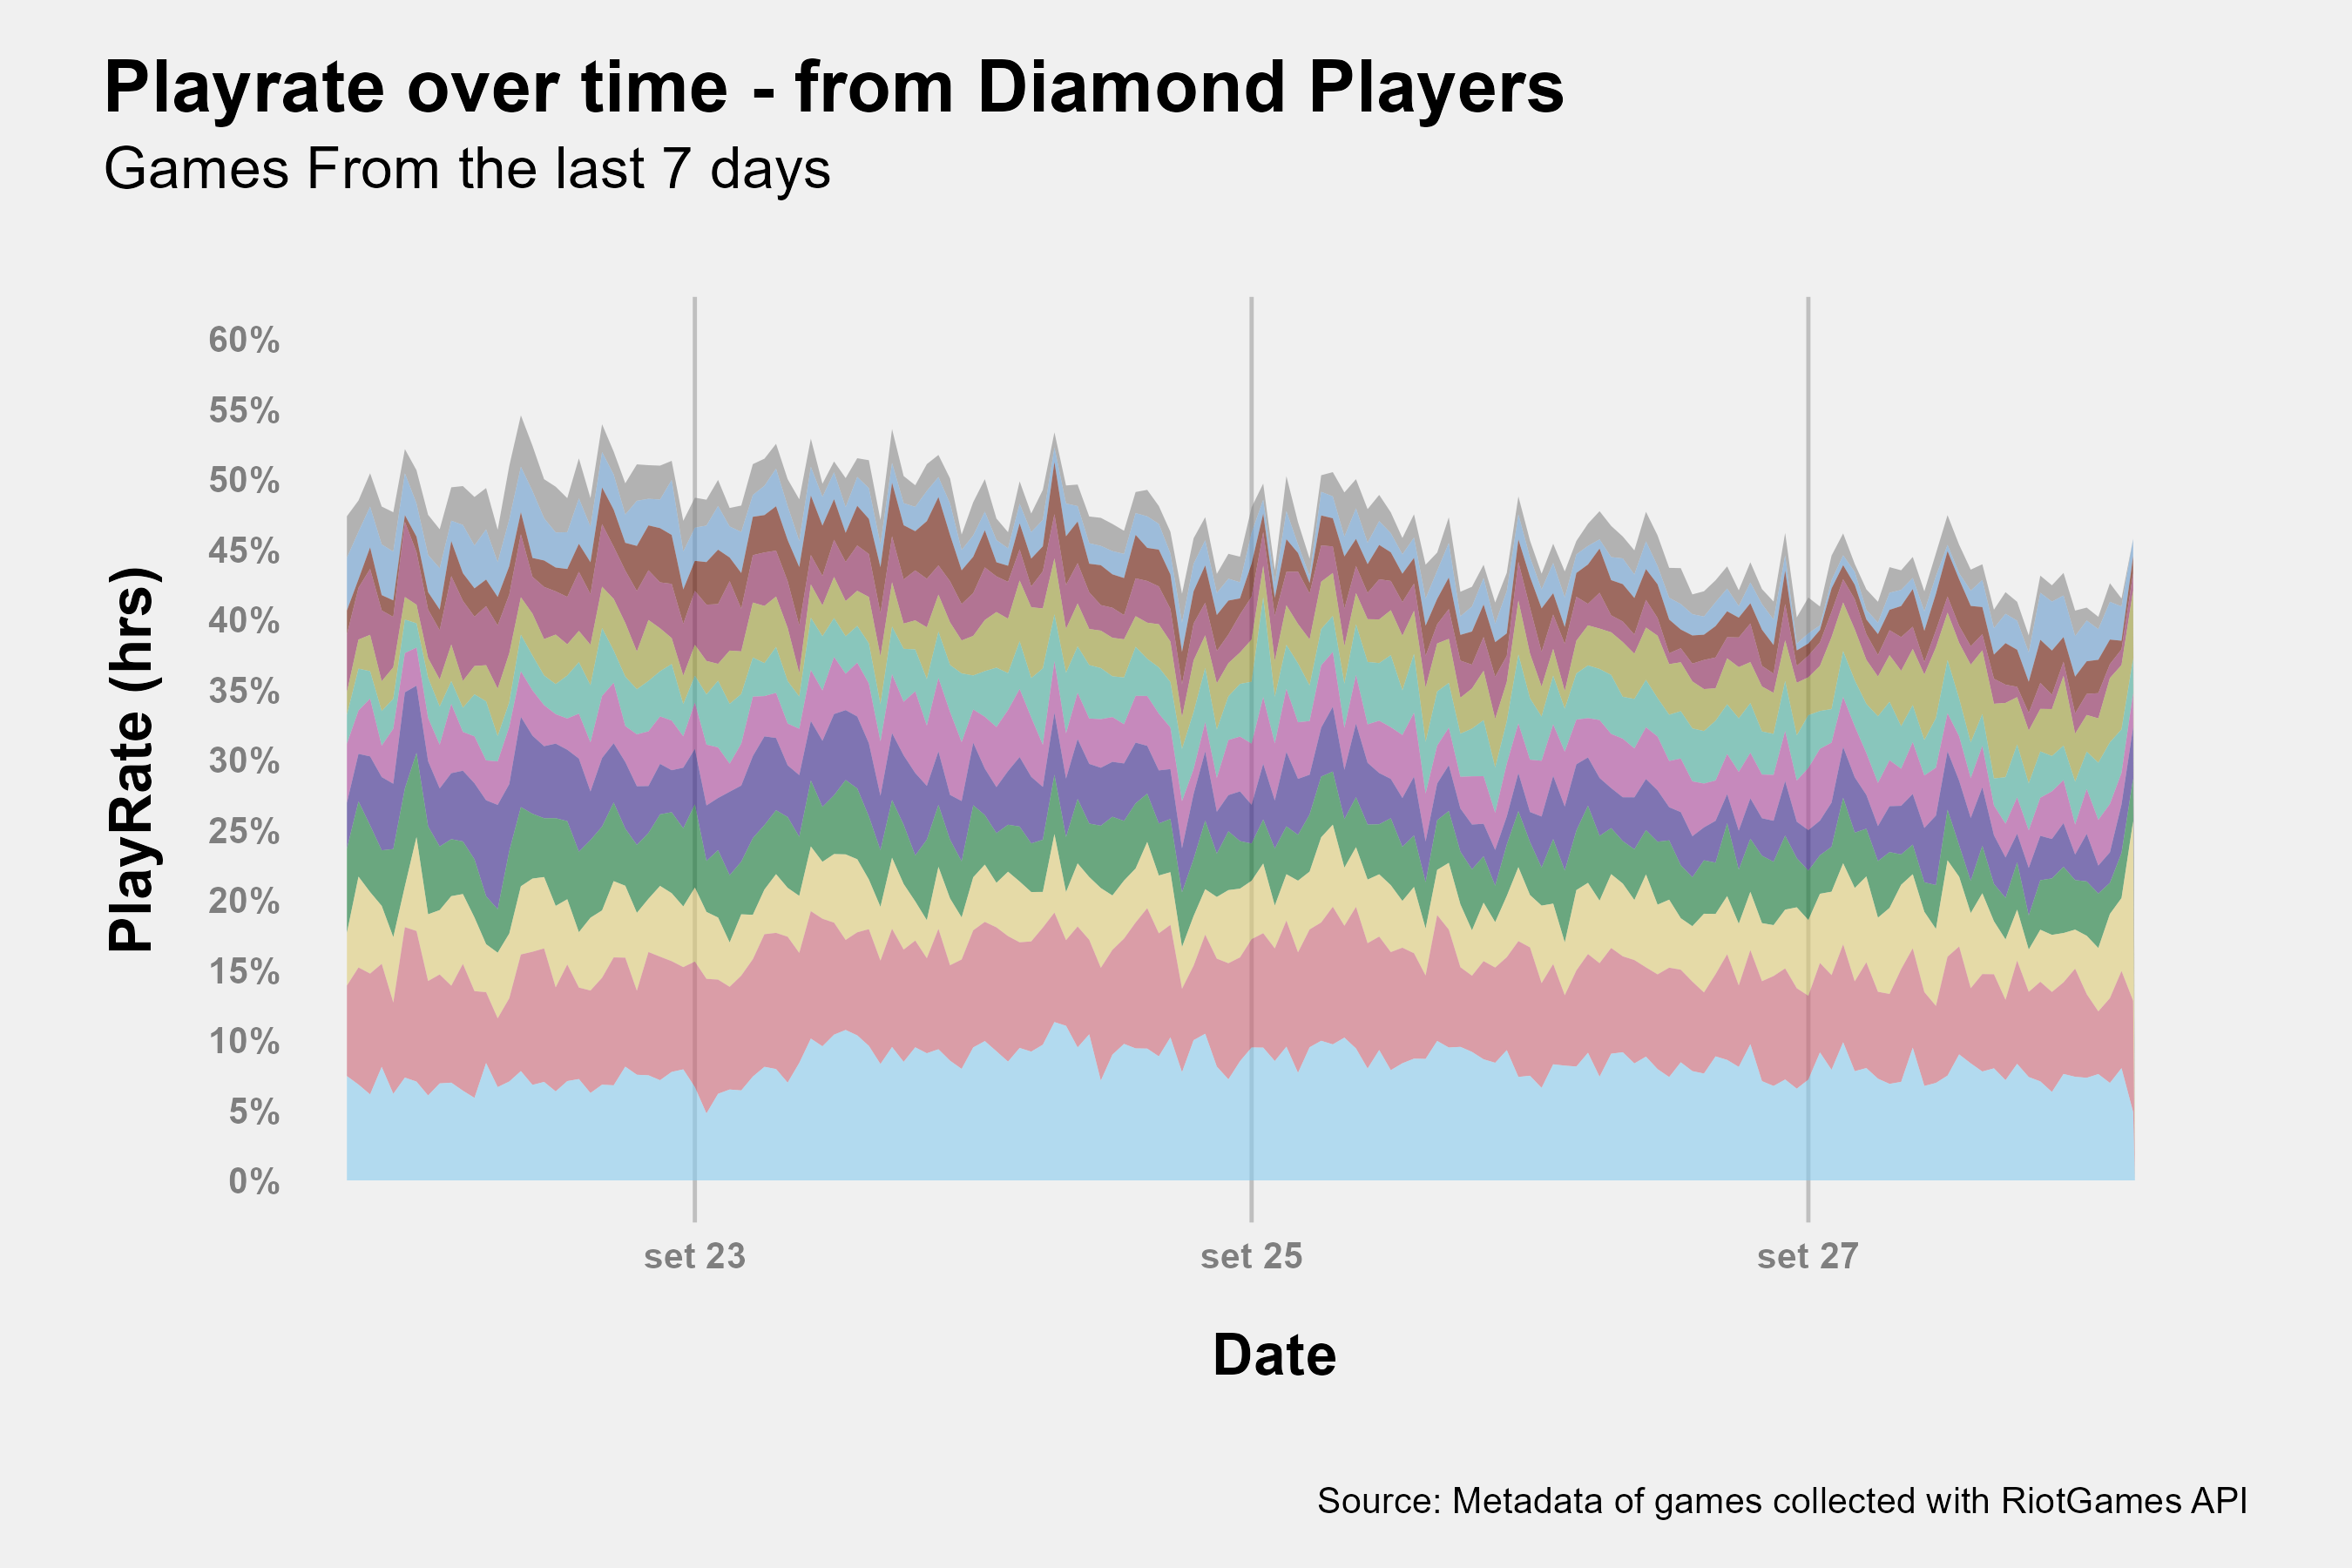 Playrate over time - from Diamond Players
Games From the last 7 days
60%
55%
50%
45%
40%
35%
30%
25%
20%
15%
10%
5%
0%
PlayRate (hrs)
set 23
set 25
set 27
Date
Source: Metadata of games collected with RiotGames API